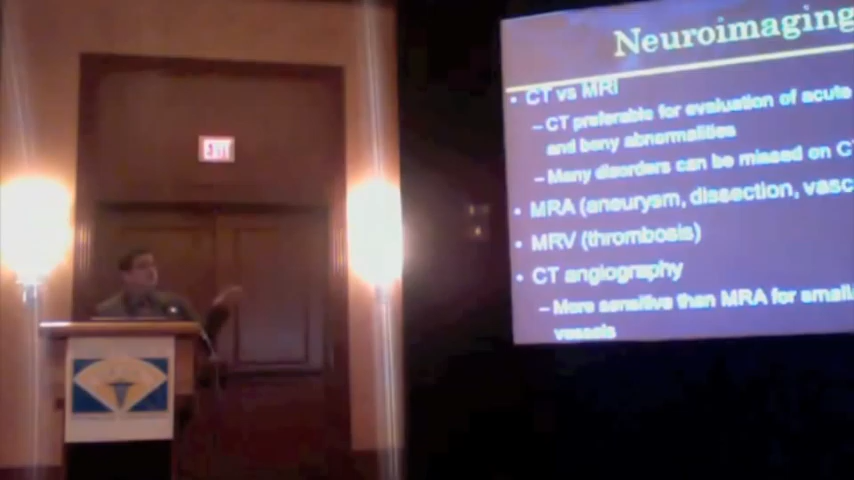 EXIT
Neuroimaging
• CT vs MRI
– CT preferable for evaluation of acute
and bony abnormalities
– Many disorders can be missed on C
• MRA (aneurysm, dissection, vasc
• MRV (thrombosis)
• CT angiography
– More sensitive than MRA for small
vessels